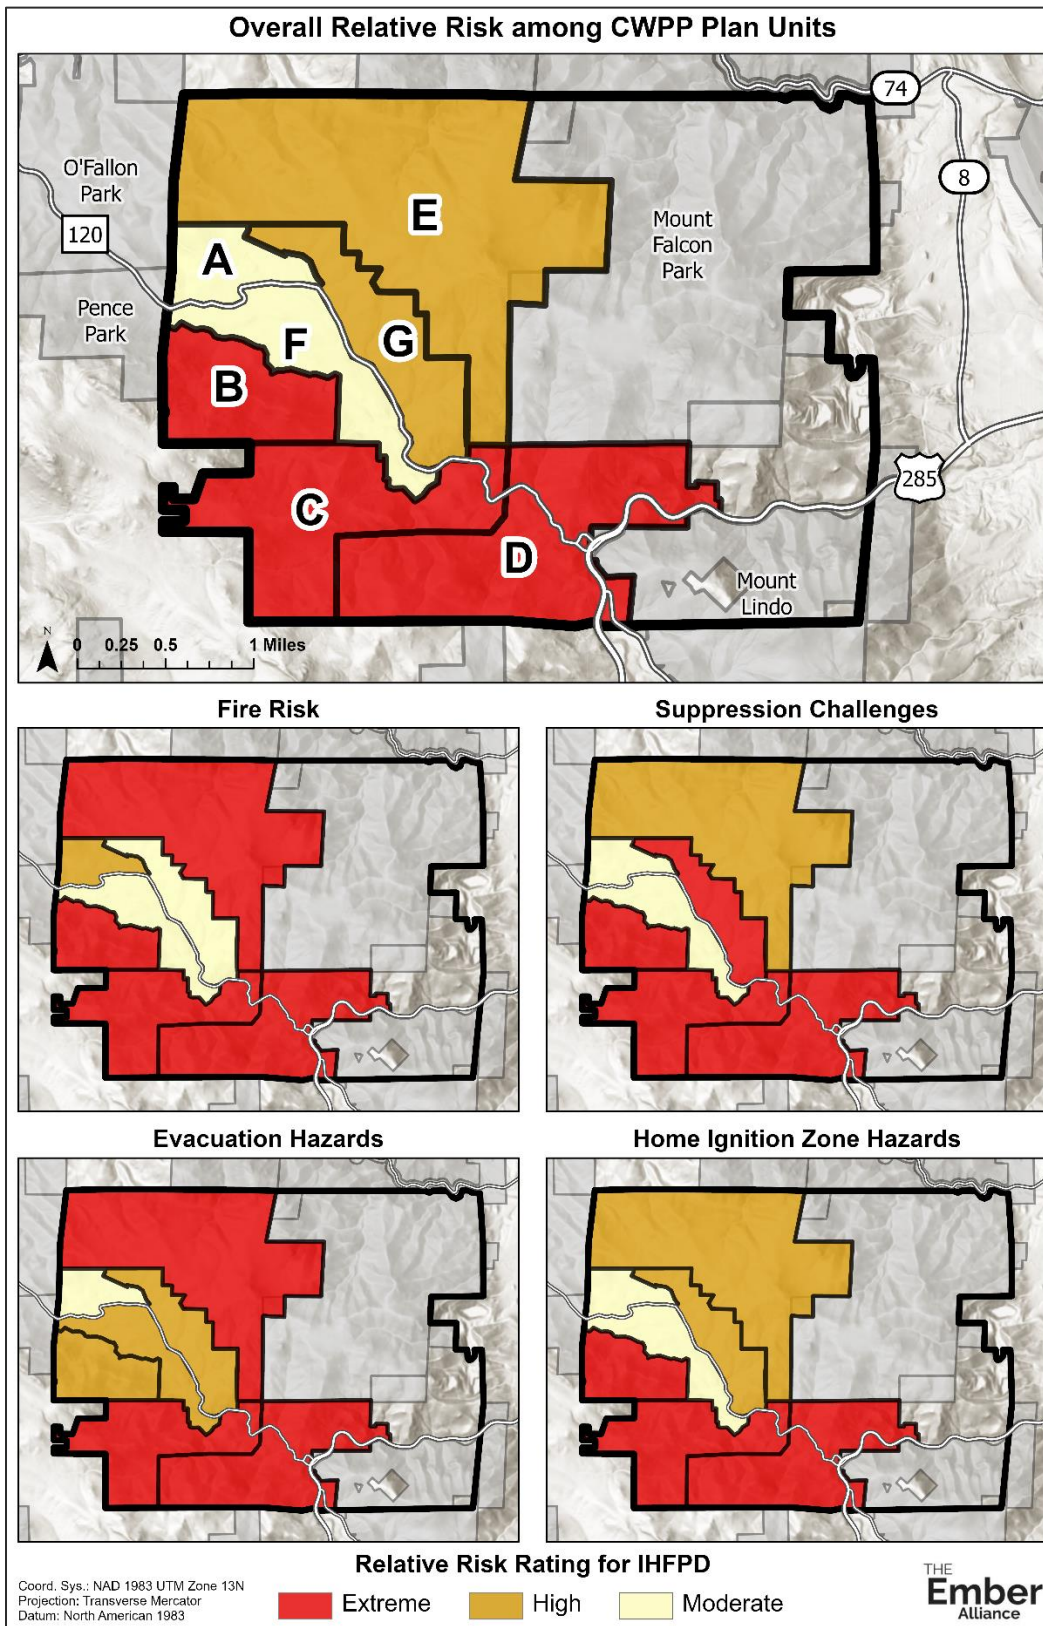 Overall Relative Risk among CWPP Plan Units
74
O'Fallon
Park
8
120
E
Mount
Falcon
Park
A
Pence
Park
F
G
B
285
C
D
Mount
Lindo
N
0 0.25 0.5 1 Miles
Fire Risk
Suppression Challenges
Evacuation Hazards
Home Ignition Zone Hazards
Relative Risk Rating for IHFPD
Coord. Sys.: NAD 1983 UTM Zone 13N
Projection: Transverse Mercator
Datum: North American 1983
Extreme
High
Moderate
THE
Ember
Alliance